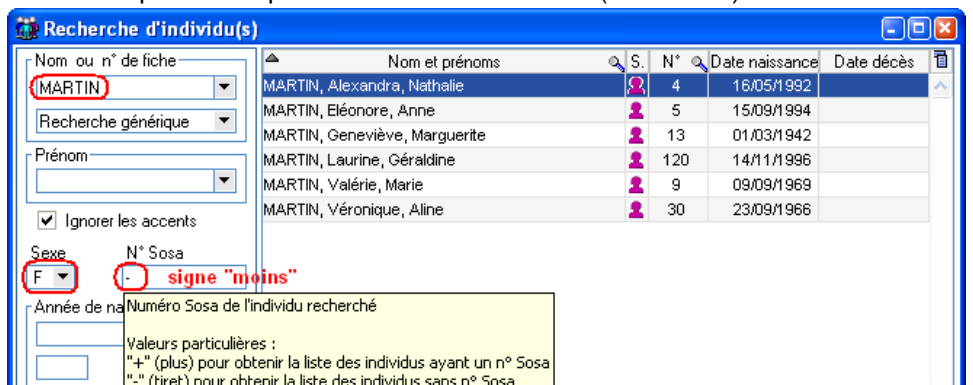 Recherche d'individu(s)
Nom ou n° de fiche
MARTIN
Recherche générique
Prénom
Ignorer les accents
Sexe N° Sosa
F - signe "moins"
Année de na
Nom et prénoms S. N° Date naissance Date décès
MARTIN, Alexandra, Nathalie 4 16/05/1992
MARTIN, Eléonore, Anne 5 15/09/1994
MARTIN, Geneviève, Marguerite 13 01/03/1942
MARTIN, Laurine, Géraldine 120 14/11/1996
MARTIN, Valérie, Marie 9 09/09/1969
MARTIN, Véronique, Aline 30 23/09/1966
Numéro Sosa de l'individu recherché
Valeurs particulières :
"+" (plus) pour obtenir la liste des individus ayant un n° Sosa
"-" (tiret) pour obtenir la liste des individus sans n° Sosa